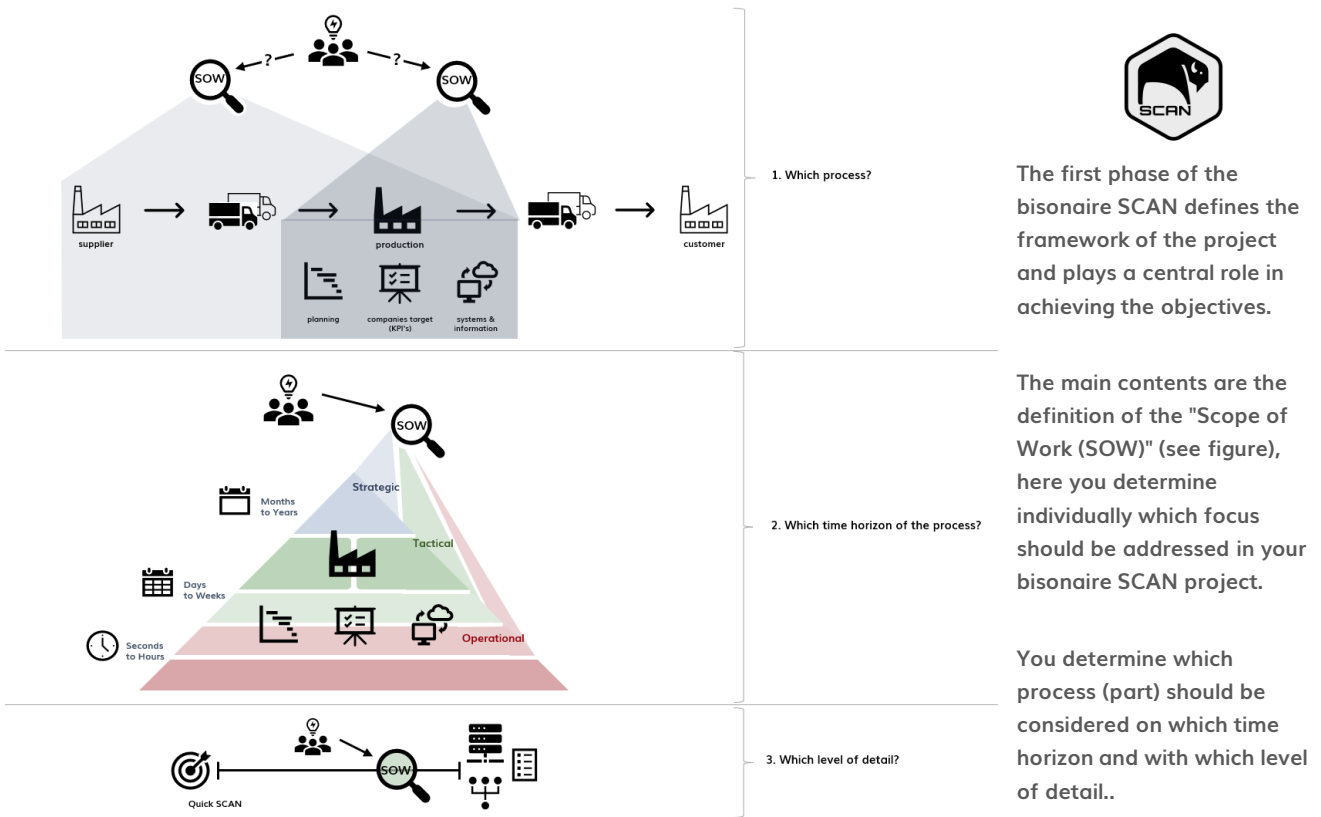 SOW
?
?
SOW
1. Which process?
supplier
production
customer
planning
companies target
(KPI's)
systems &
information
SOW
Strategic
Months
to Years
Tactical
2. Which time horizon of the process?
Days
to Weeks
Operational
Seconds
to Hours
SOW
3. Which level of detail?
Quick SCAN
SCAN
The first phase of the
bisonaire SCAN defines the
framework of the project
and plays a central role in
achieving the objectives.
The main contents are the
definition of the "Scope of
Work (SOW)" (see figure),
here you determine
individually which focus
should be addressed in your
bisonaire SCAN project.
You determine which
process (part) should be
considered on which time
horizon and with which level
of detail..